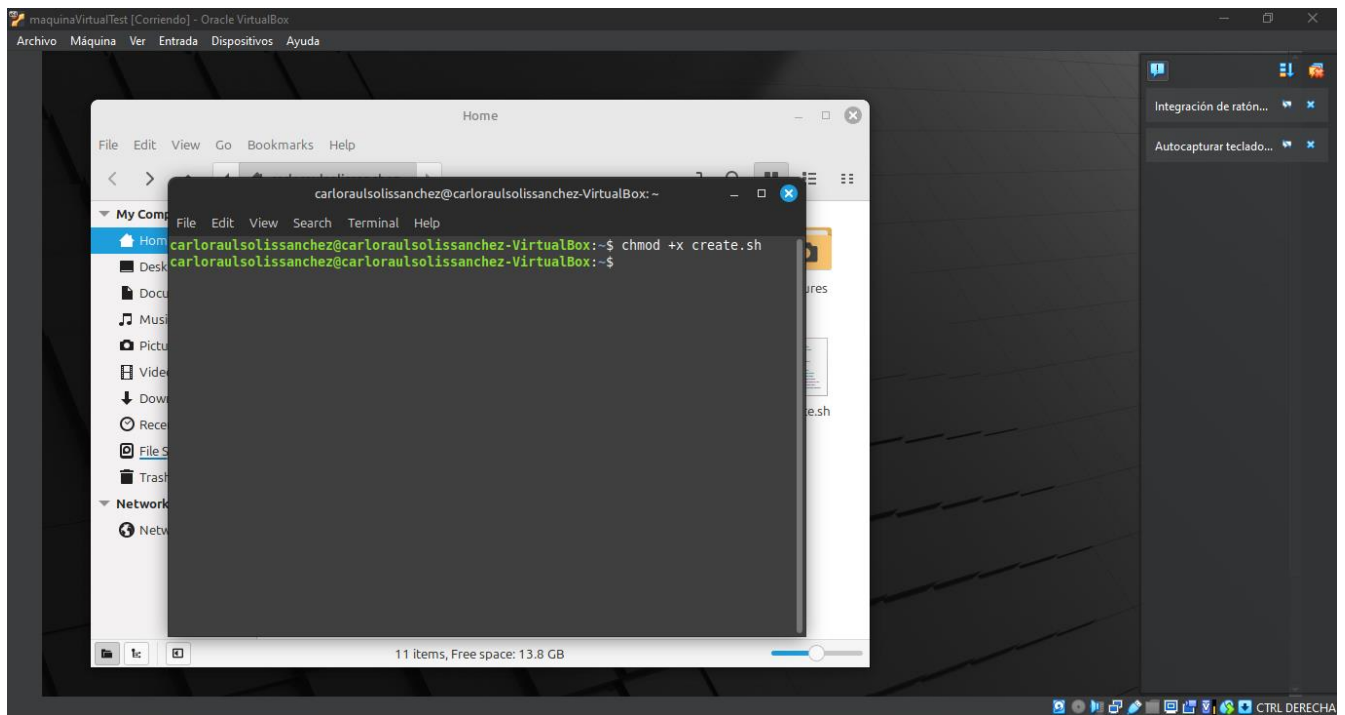 maquinaVirtualTest [Corriendo] - Oracle VirtualBox
Archivo Máquina Ver Entrada Dispositivos Ayuda
Integración de ratón...
Autocapturar teclado...
Home
File Edit View Go Bookmarks Help
carloraulsolissanchez@carloraulsolissanchez-VirtualBox: ~
File Edit View Search Terminal Help
carloraulsolissanchez@carloraulsolissanchez-VirtualBox:~$ chmod +x create.sh
carloraulsolissanchez@carloraulsolissanchez-VirtualBox:~$
My Comp
Hom
Desk
Docu
Musi
Pictu
Vide
Dow
Rece
File S
Trash
Network
Netw
ures
te.sh
11 items, Free space: 13.8 GB
CTRL DERECHA